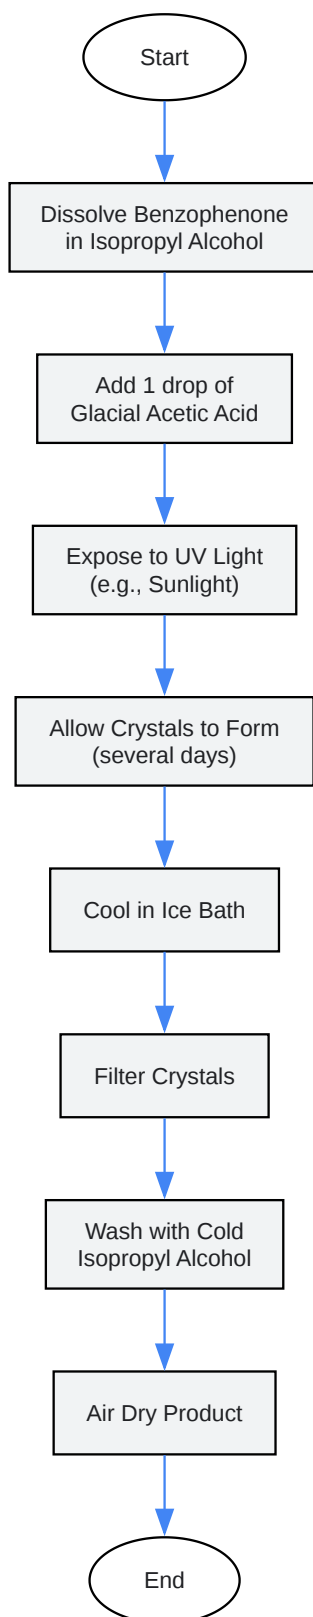 Start
Dissolve Benzophenone
in Isopropyl Alcohol
Add 1 drop of
Glacial Acetic Acid
Expose to UV Light
(e.g., Sunlight)
Allow Crystals to Form
(several days)
Cool in Ice Bath
Filter Crystals
Wash with Cold
Isopropyl Alcohol
Air Dry Product
End